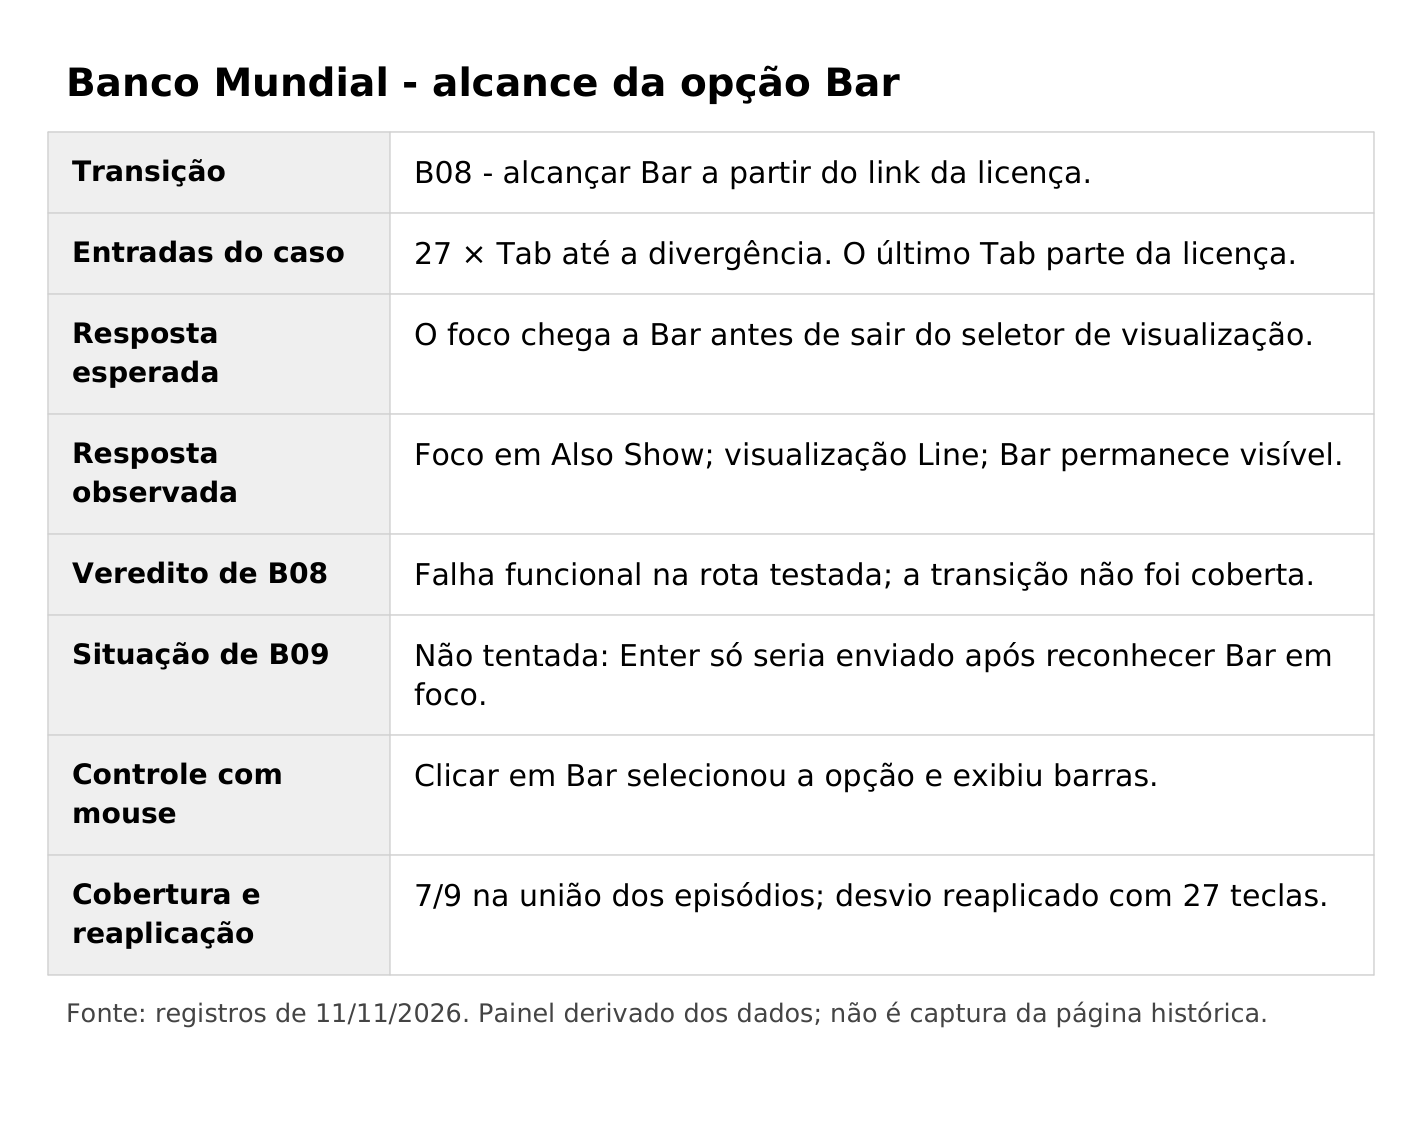 Banco Mundial - alcance da opção Bar
Transição
B08 - alcançar Bar a partir do link da licença.
Entradas do caso
27 × Tab até a divergência. O último Tab parte da licença.
Resposta
esperada
O foco chega a Bar antes de sair do seletor de visualização.
Resposta
observada
Foco em Also Show; visualização Line; Bar permanece visível.
Veredito de B08
Falha funcional na rota testada; a transição não foi coberta.
Situação de B09
Não tentada: Enter só seria enviado após reconhecer Bar em
foco.
Controle com
mouse
Clicar em Bar selecionou a opção e exibiu barras.
Cobertura e
reaplicação
7/9 na união dos episódios; desvio reaplicado com 27 teclas.
Fonte: registros de 11/11/2026. Painel derivado dos dados; não é captura da página histórica.